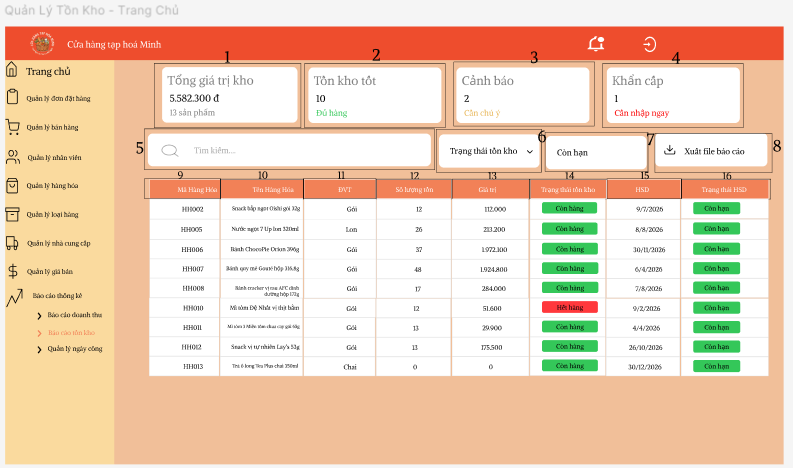 Quản Lý Tồn Kho - Trang Chủ
Cửa hàng tạp hoá Minh
Trang chủ
Quản lý đơn đặt hàng
Quản lý bán hàng
Quản lý nhân viên
Quản lý hàng hóa
Quản lý loại hàng
Quản lý nhà cung cấp
Quản lý giá bán
Báo cáo thống kê
Báo cáo doanh thu
Báo cáo tồn kho
Quản lý ngày công
1 2 3 4
Tổng giá trị kho
5.582.300 đ
13 sản phẩm
Tồn kho tốt
10
Đủ hàng
Cảnh báo
2
Cần chú ý
Khẩn cấp
1
Cần nhập ngay
5 6 7 8
Tìm kiếm... Trạng thái tồn kho Còn hạn Xuất file báo cáo
9 10 11 12 13 14 15 16
Mã Hàng Hóa Tên Hàng Hóa ĐVT Số lượng tồn Giá trị Trạng thái tồn kho HSD Trạng thái HSD
HH002 Snack bắp ngọt Oishi gói 32g Gói 12 112.000 Còn hàng 9/7/2026 Còn hạn
HH005 Nước ngọt 7 Up lon 320ml Lon 26 213.200 Còn hàng 8/8/2026 Còn hạn
HH006 Bánh ChocoPie Orion 396g Gói 37 1.972.100 Còn hàng 30/11/2026 Còn hạn
HH007 Bánh quy mè Gouté hộp 316.8g Gói 48 1.924.800 Còn hàng 6/4/2026 Còn hạn
HH008 Bánh cracker vị rau AFC dinh dưỡng hộp 172g Gói 17 284.000 Còn hàng 7/8/2026 Còn hạn
HH010 Mì tôm Đệ Nhất vị thịt bằm Gói 12 51.600 Hết hàng 9/2/2026 Còn hạn
HH011 Mì tôm 3 Miền tôm chua cay gói 65g Gói 13 29.900 Còn hàng 4/4/2026 Còn hạn
HH012 Snack vị tự nhiên Lay's 53g Gói 13 175,500 Còn hàng 26/10/2026 Còn hạn
HH013 Trà ô long Tea Plus chai 350ml Chai 0 0 Còn hàng 30/12/2026 Còn hạn